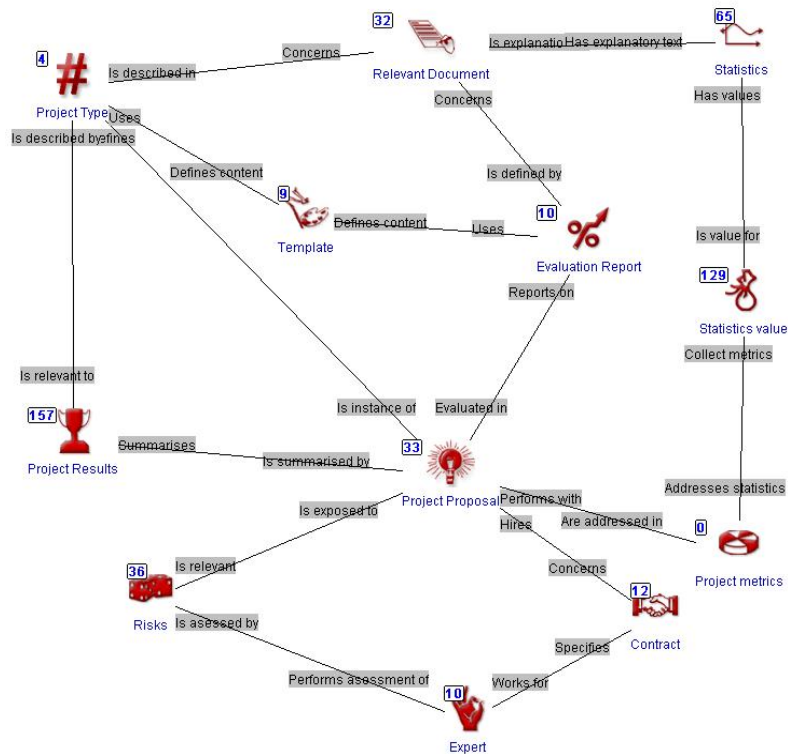 32
65
4
Concerns
Is explanatio
Has explanatory text
Is described in
Relevant Document
Statistics
Project Type
Uses
Concerns
Has values
Is described by
efines
Defines content
Is defined by
9
10
Defines content
Uses
Is value for
Template
Evaluation Report
129
Reports on
Statistics value
Collect metrics
Is relevant to
157
Is instance of
Evaluated in
Summarises
33
Project Results
Is summarised by
Addresses statistics
Project Proposal
Performs with
Is exposed to
Hires
Are addressed in
0
Is relevant
36
Concerns
12
Project metrics
Risks
Is asessed by
Specifies
Contract
Performs asessment of
10
Works for
Expert